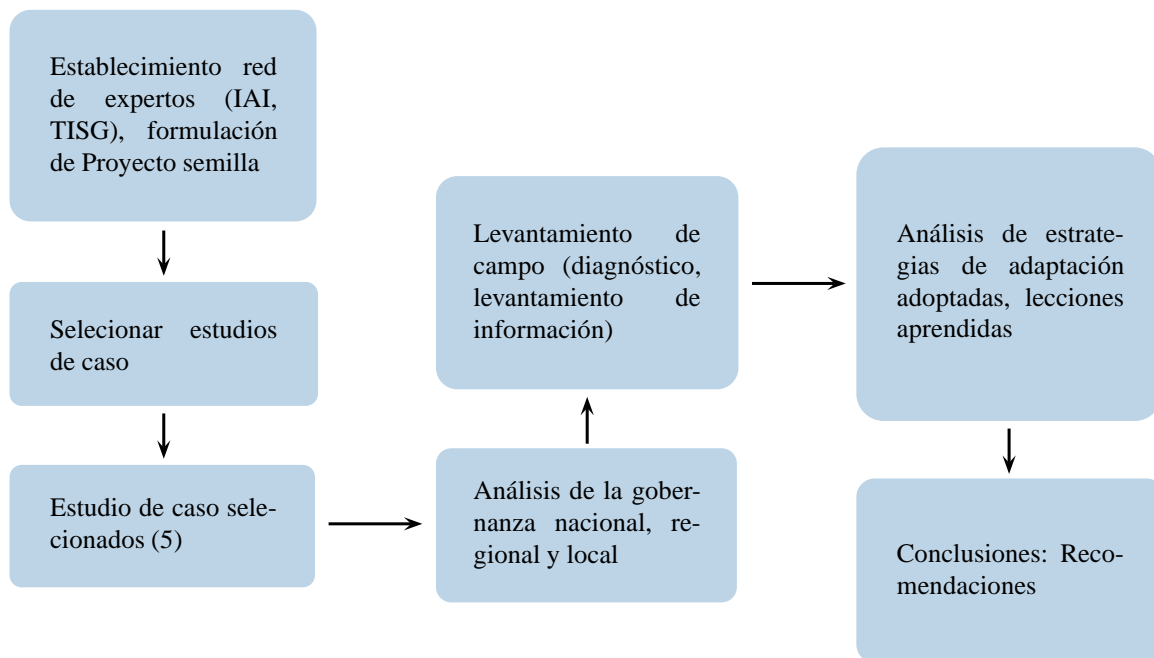 Establecimiento red
de expertos (IAI,
TISG), formulación
de Proyecto semilla
Selecionar estudios
de caso
Estudio de caso sele-
cionados (5)
Análisis de la gober-
nanza nacional, re-
gional y local
Levantamiento de
campo (diagnóstico,
levantamiento de
información)
Análisis de estrate-
gias de adaptación
adoptadas, lecciones
aprendidas
Conclusiones: Reco-
mendaciones